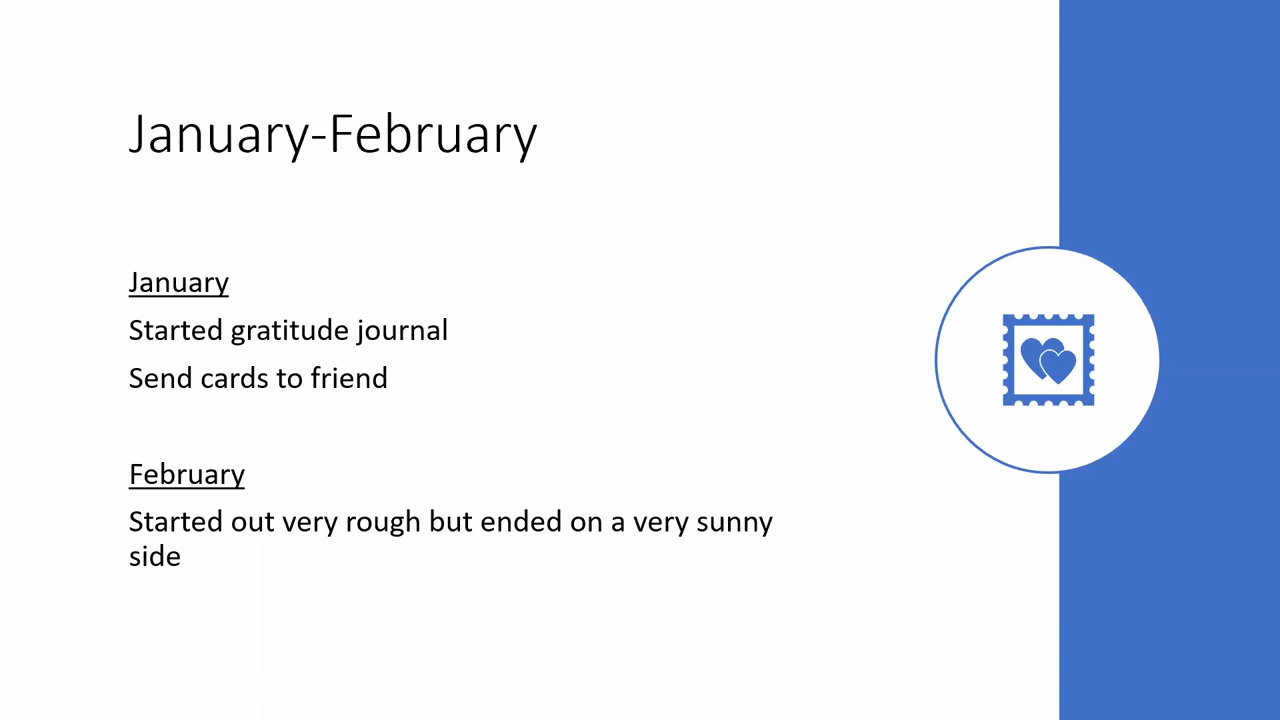 January-February
January
Started gratitude journal
Send cards to friend
February
Started out very rough but ended on a very sunny
side